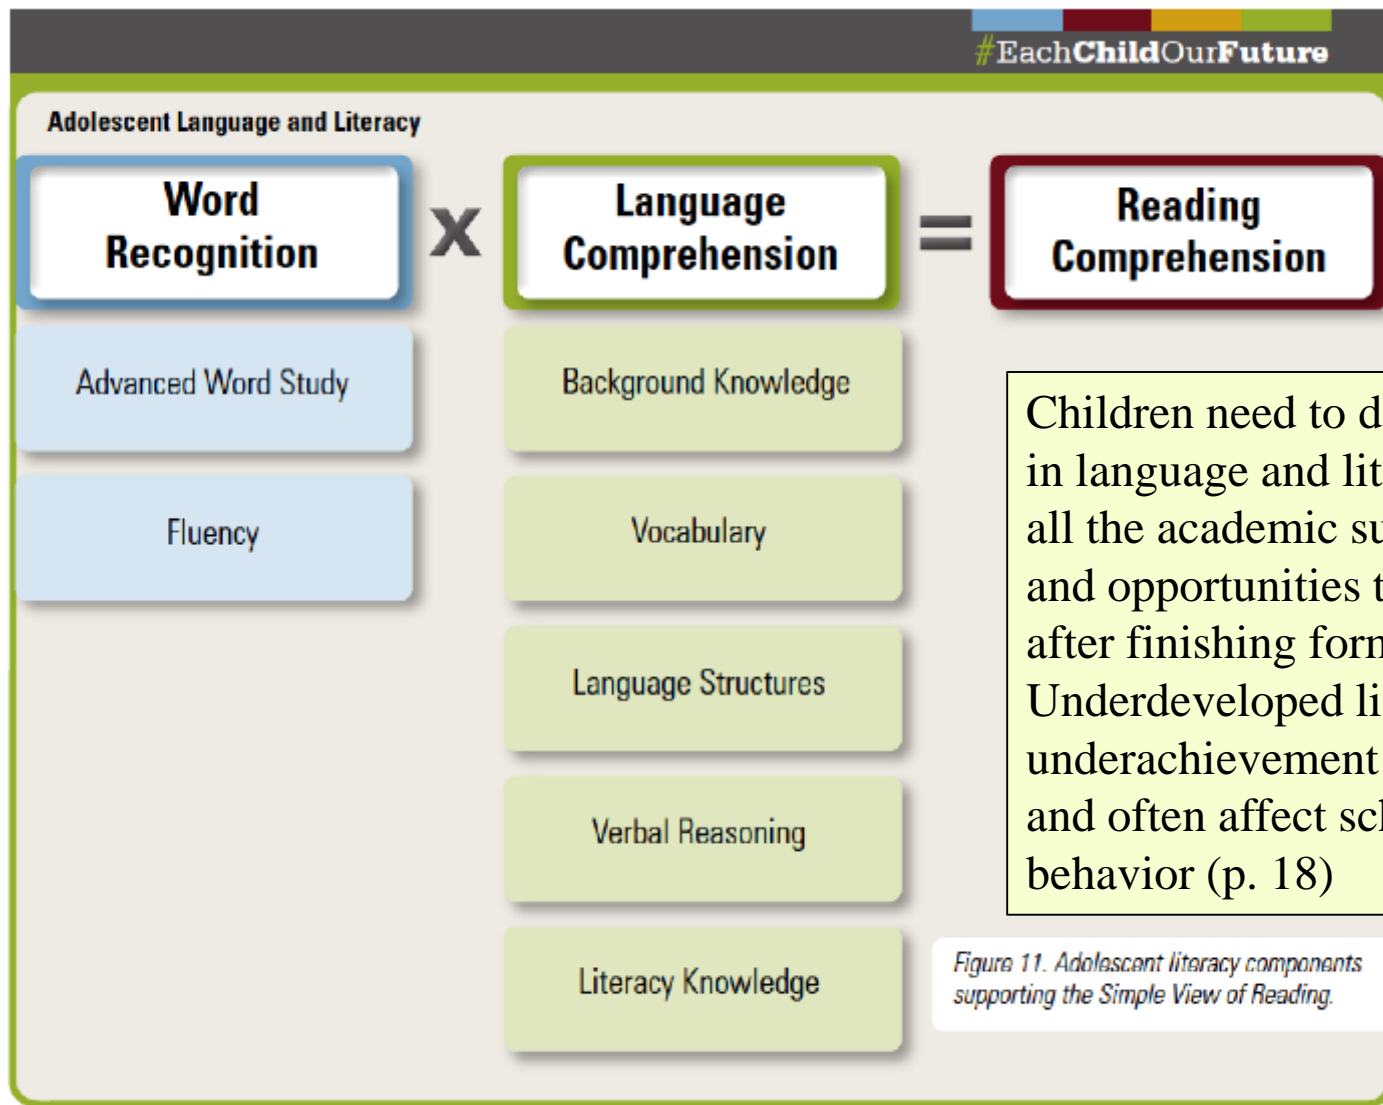 #EachChildOurFuture
Adolescent Language and Literacy
Word
Recognition
X
Language
Comprehension
=
Reading
Comprehension
Advanced Word Study
Fluency
Background Knowledge
Vocabulary
Language Structures
Verbal Reasoning
Literacy Knowledge
Children need to d
in language and lit
all the academic su
and opportunities t
after finishing forn
Underdeveloped li
underachievement
and often affect scl
behavior (p. 18)
Figure 11. Adolescent literacy components
supporting the Simple View of Reading.